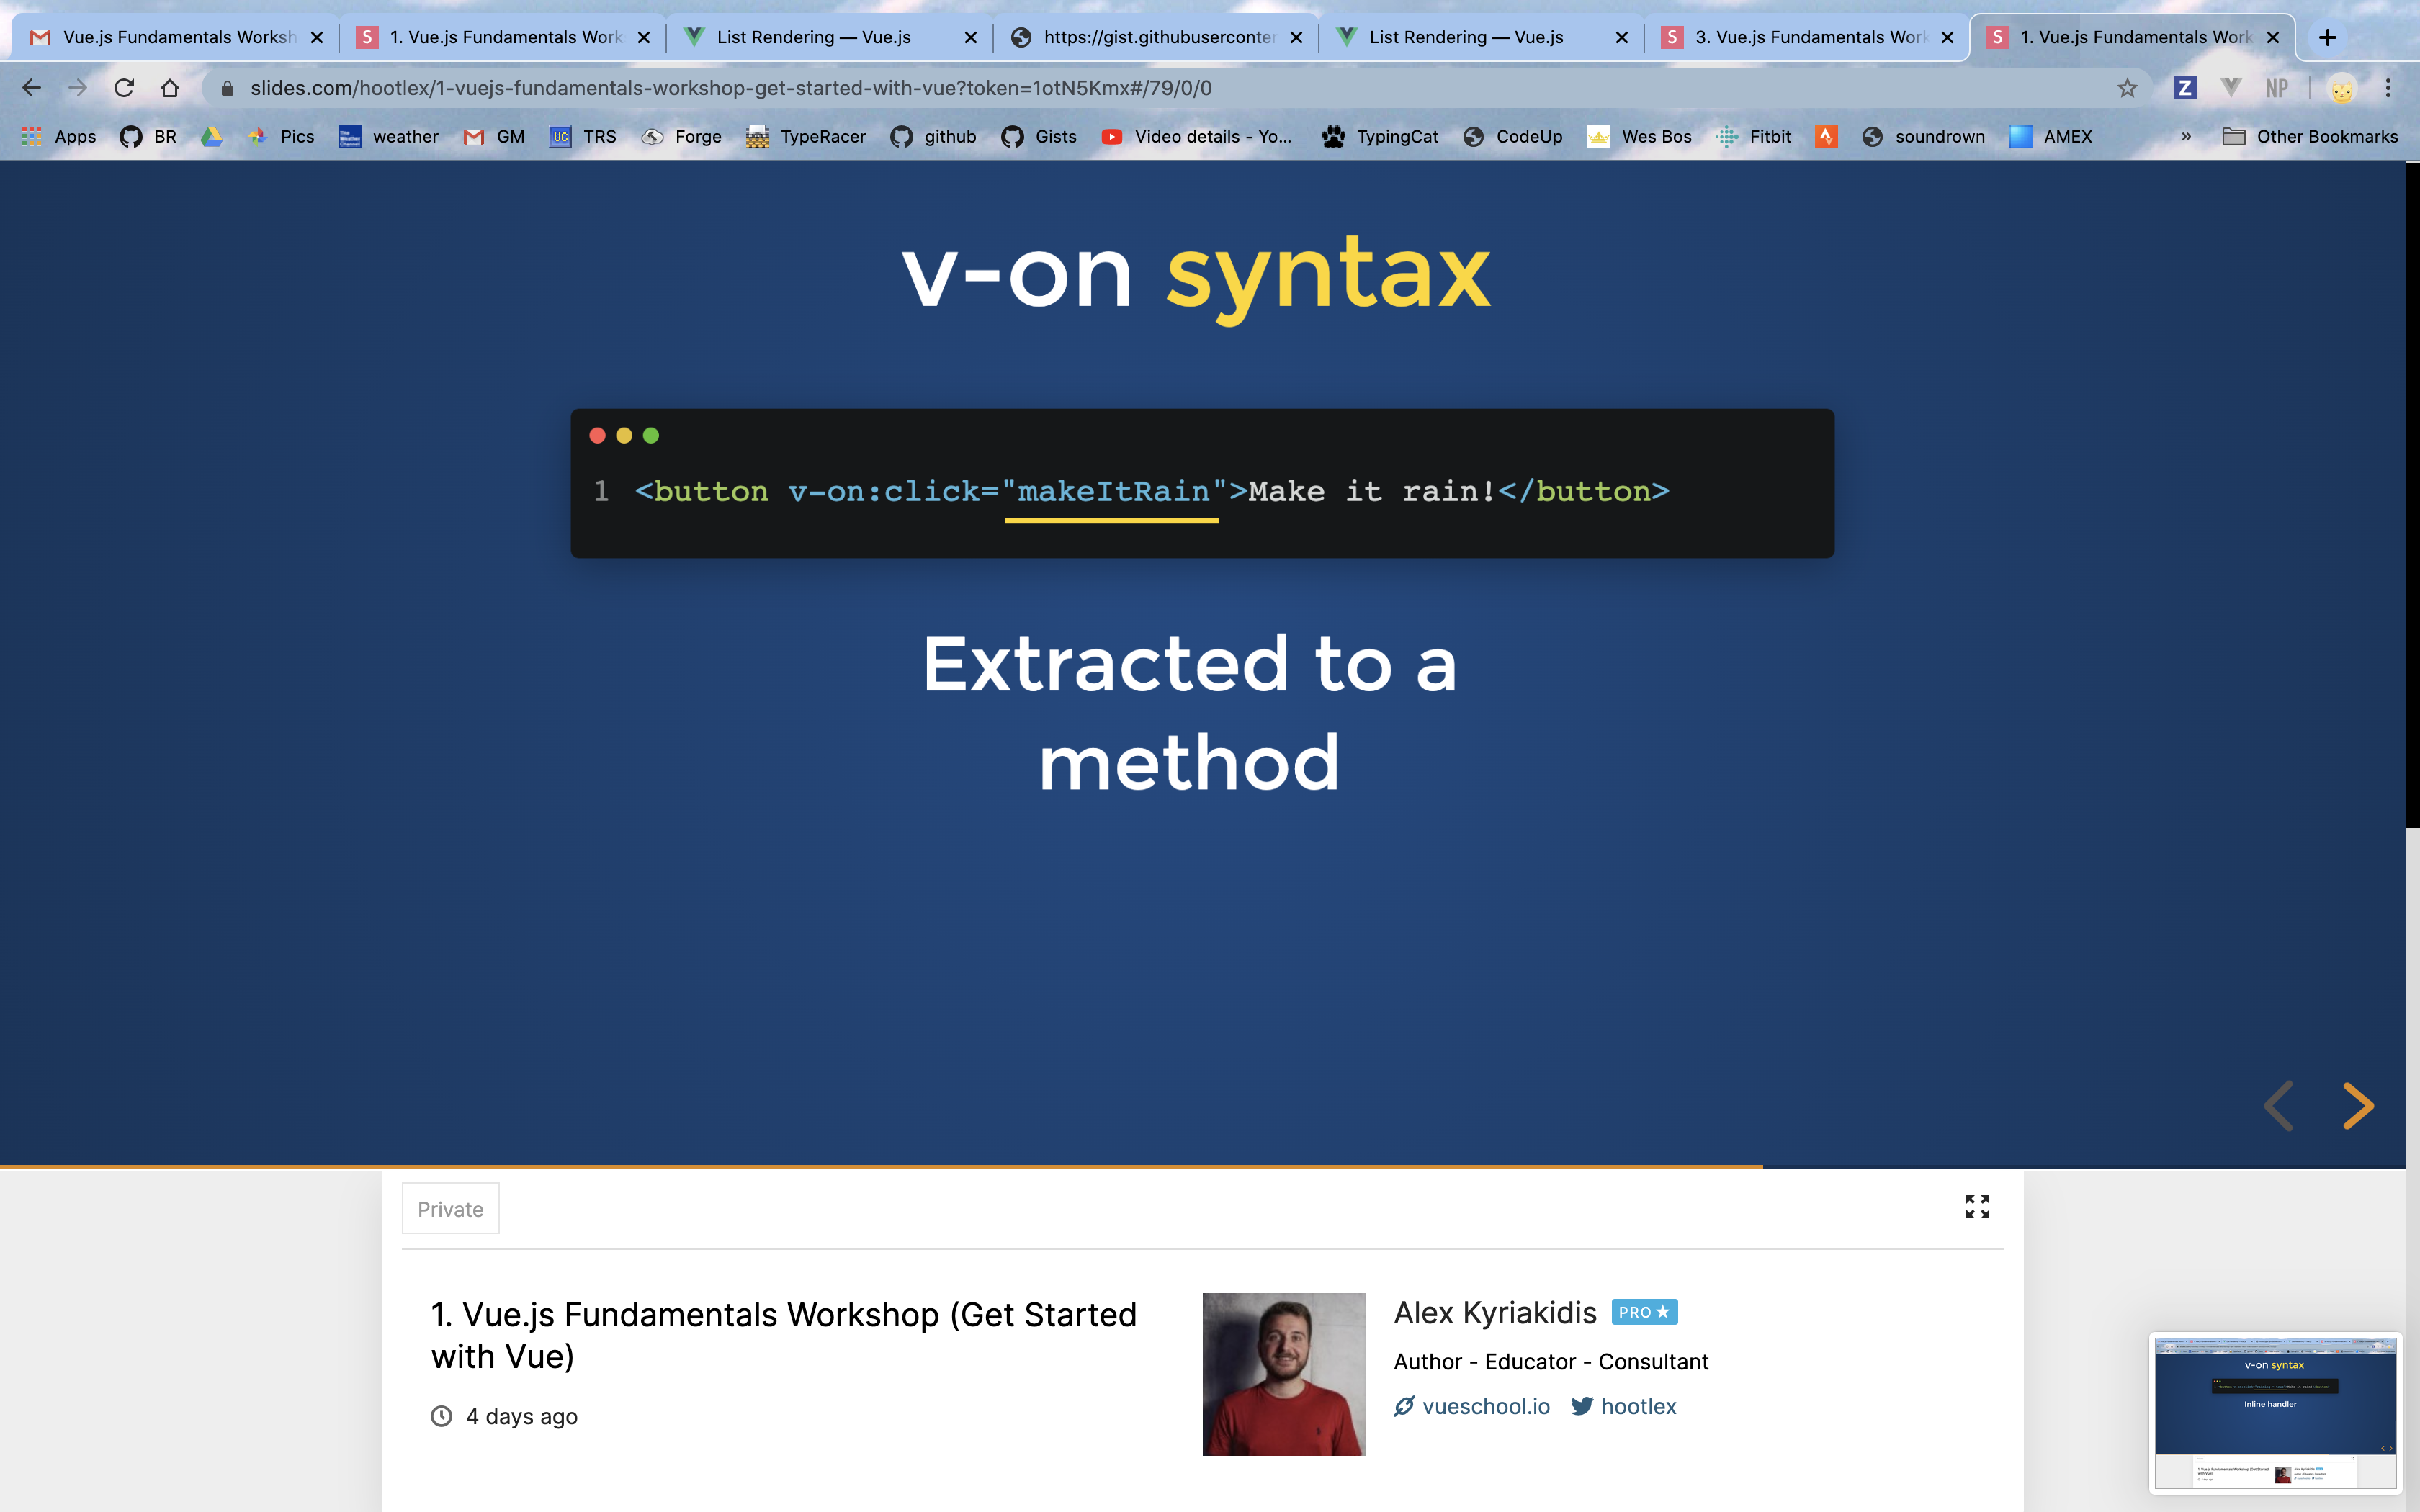 Vue.js Fundamentals Worksh
1. Vue.js Fundamentals Work
List Rendering — Vue.js
https://gist.githubuserconter
List Rendering — Vue.js
3. Vue.js Fundamentals Work
1. Vue.js Fundamentals Work
slides.com/hootlex/1-vuejs-fundamentals-workshop-get-started-with-vue?token=1otN5Kmx#/79/0/0
NP
Apps BR Pics weather GM UC TRS Forge TypeRacer github Gists Video details - Yo... TypingCat CodeUp Wes Bos Fitbit soundrown AMEX » Other Bookmarks
v-on syntax
1 <button v-on:click="makeItRain">Make it rain!</button>
Extracted to a
method
Private
1. Vue.js Fundamentals Workshop (Get Started
with Vue)
4 days ago
Alex Kyriakidis PRO
Author - Educator - Consultant
vueschool.io hootlex
v-on syntax
Inline handler